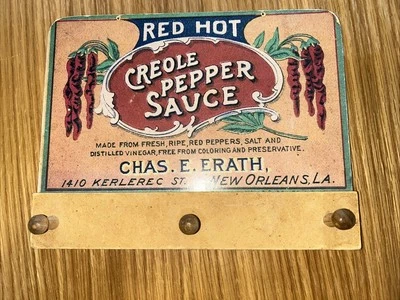 RED HOT
CREOLE
PEPPER
SAUCE
MADE FROM FRESH, RIPE, RED PEPPERS, SALT AND
DISTILLED VINEGAR, FREE FROM COLORING AND PRESERVATIVE.
CHAS. E. ERATH,
1410 KERLEREC ST. NEW ORLEANS, LA.